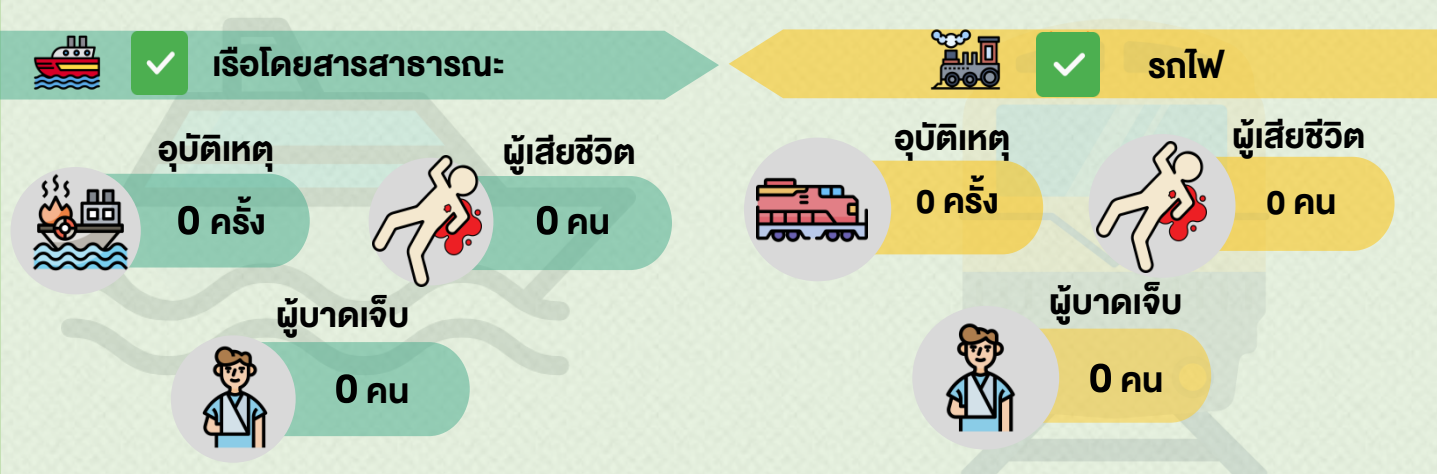 เรือโดยสารสาธารณะ
อุบัติเหตุ
0 ครั้ง
ผู้เสียชีวิต
0 คน
ผู้บาดเจ็บ
0 คน
รถไฟ
อุบัติเหตุ
0 ครั้ง
ผู้เสียชีวิต
0 คน
ผู้บาดเจ็บ
0 คน